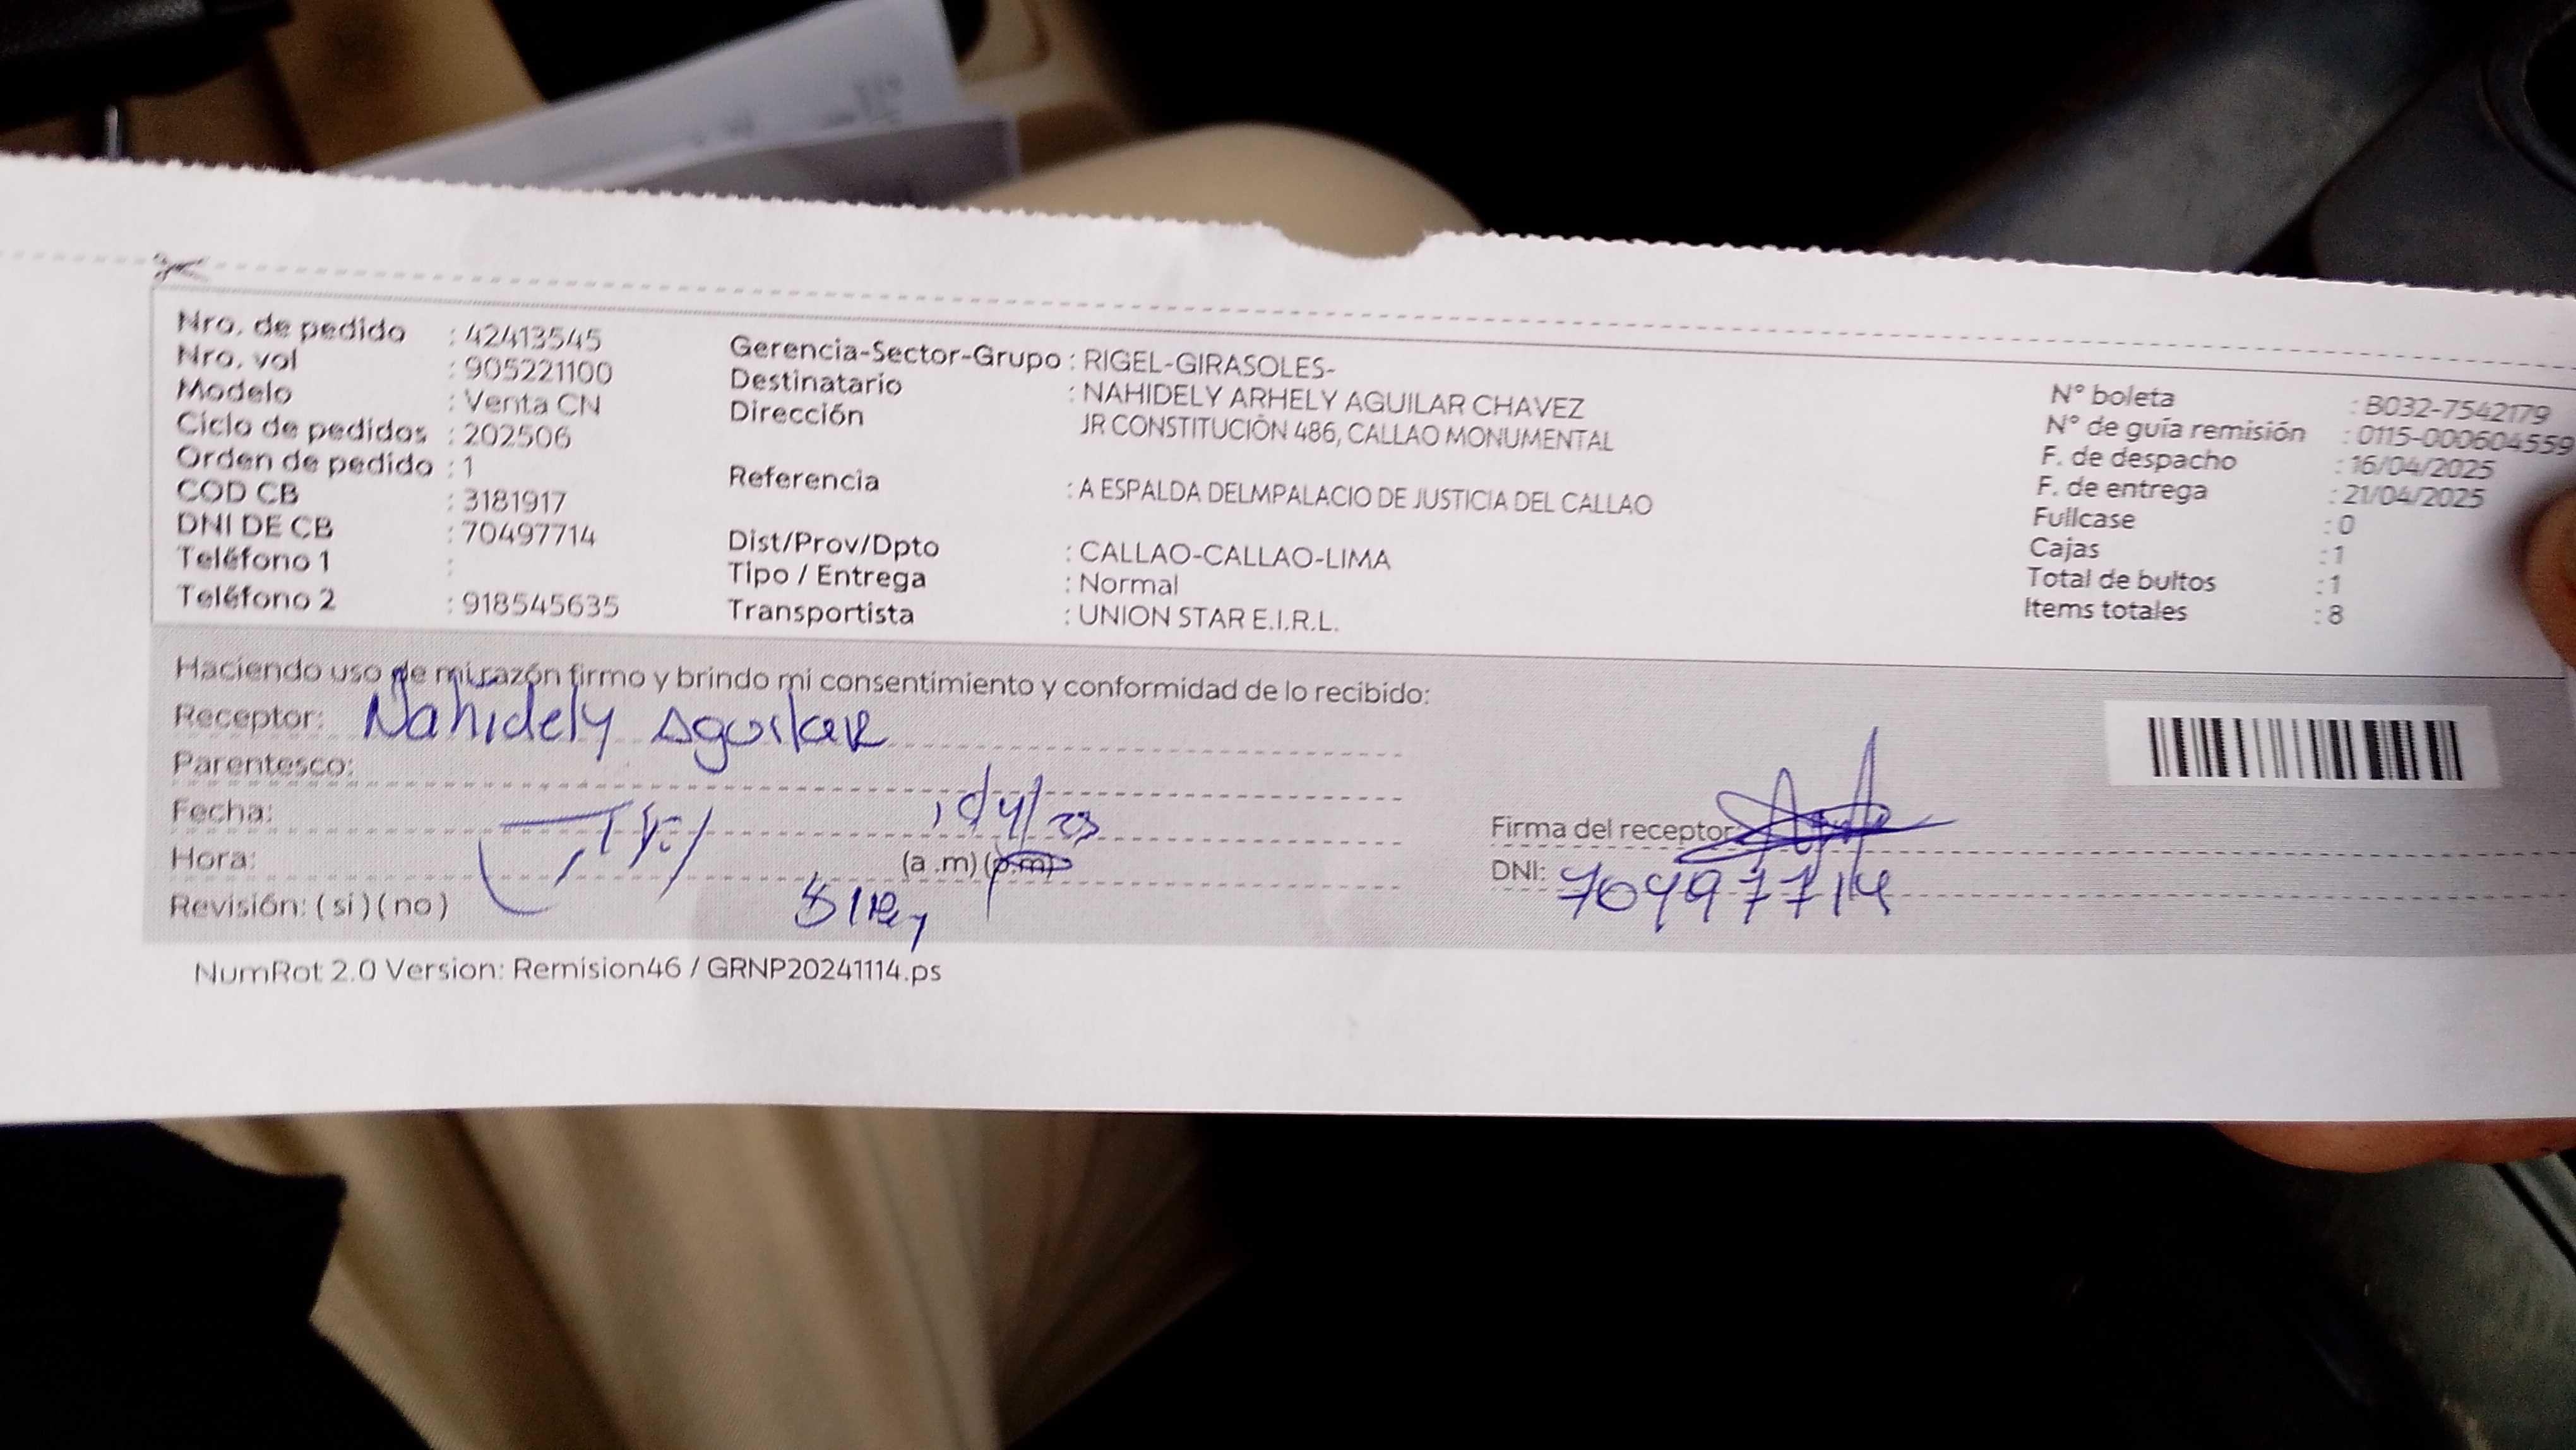 Nro. de pedido : 42413545
Nro. vol : 905221100
Modelo : Venta CN
Ciclo de pedidos : 202506
Orden de pedido : 1
COD CB : 3181917
DNI DE CB : 70497714
Teléfono 1 :
Teléfono 2 : 918545635
Gerencia-Sector-Grupo : RIGEL-GIRASOLES-
Destinatario : NAHIDELY ARHELY AGUILAR CHAVEZ
Dirección JR CONSTITUCIÓN 486, CALLAO MONUMENTAL
Referencia : A ESPALDA DELMPALACIO DE JUSTICIA DEL CALLAO
Dist/Prov/Dpto : CALLAO-CALLAO-LIMA
Tipo / Entrega : Normal
Transportista : UNION STAR E.I.R.L.
N° boleta : B032-7542179
N° de guía remisión : 0115-000604559
F. de despacho : 16/04/2025
F. de entrega : 21/04/2025
Fullcase : 0
Cajas : 1
Total de bultos : 1
Items totales : 8
Haciendo uso de mi razón firmo y brindo mi consentimiento y conformidad de lo recibido:
Receptor: Nahidely Aguilar
Parentesco:
Fecha:
Hora: (a .m) (p.m)
Revisión: ( si ) ( no )
Firma del receptor:
DNI: 70497714
NumRot 2.0 Version: Remision46 / GRNP20241114.ps